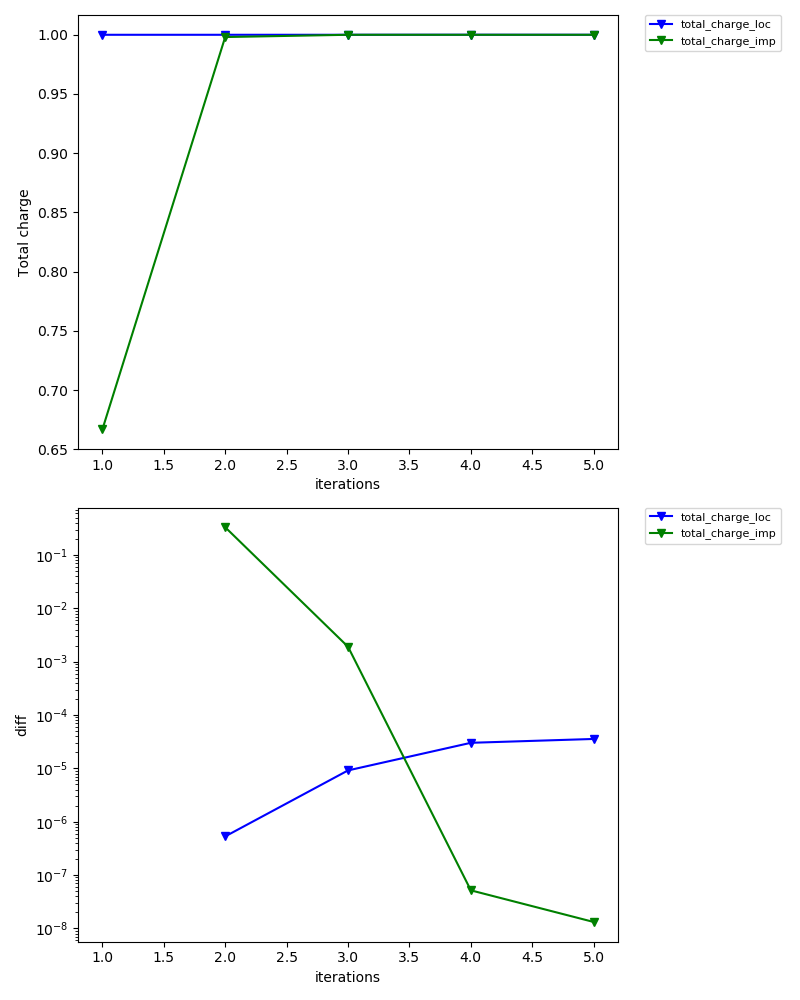 total_charge_loc
total_charge_imp
1.00
0.95
0.90
0.85
0.80
0.75
0.70
0.65
Total charge
1.0 1.5 2.0 2.5 3.0 3.5 4.0 4.5 5.0
iterations
total_charge_loc
total_charge_imp
10⁻¹
10⁻²
10⁻³
10⁻⁴
10⁻⁵
10⁻⁶
10⁻⁷
10⁻⁸
diff
1.0 1.5 2.0 2.5 3.0 3.5 4.0 4.5 5.0
iterations